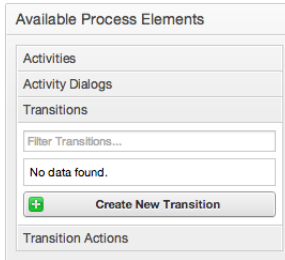 Available Process Elements
Activities
Activity Dialogs
Transitions
Filter Transitions...
No data found.
Create New Transition
Transition Actions